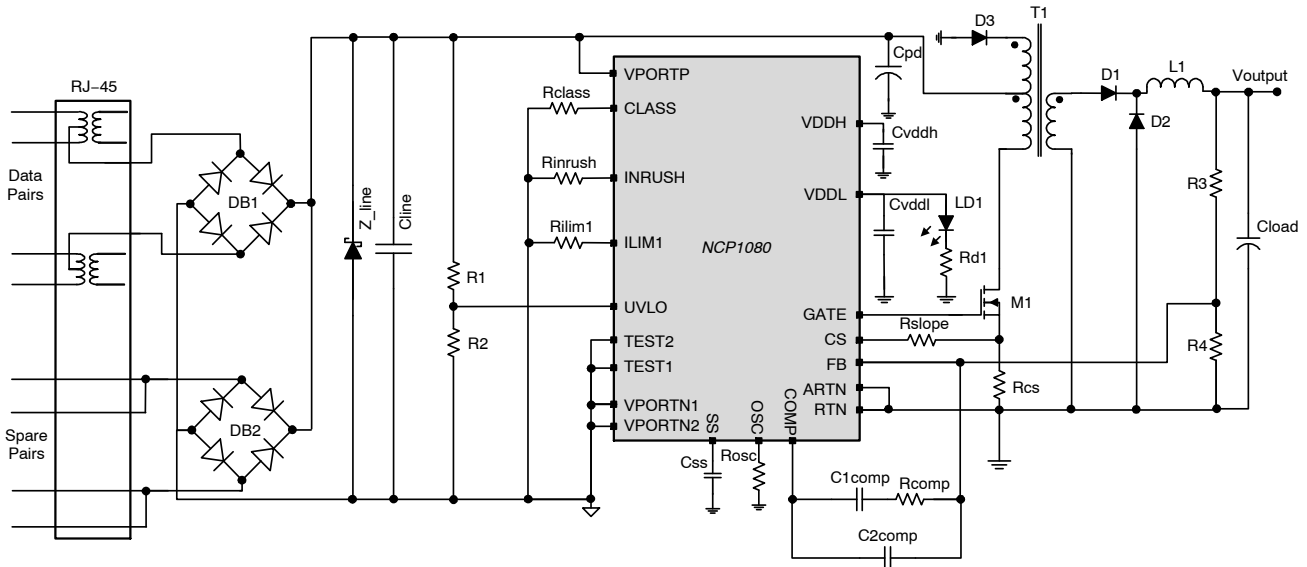 RJ-45
Data
Pairs
Spare
Pairs
DB1
DB2
Z_line
Cline
R1
R2
Rclass
Rinrush
Rilim1
VPORTP
CLASS
INRUSH
ILIM1
UVLO
TEST2
TEST1
VPORTN1
VPORTN2
NCP1080
VDDH
VDDL
GATE
CS
FB
ARTN
RTN
SS
OSC
COMP
Css
Rosc
C1comp
Rcomp
C2comp
Cpd
Cvddh
Cvddl
LD1
Rd1
Rslope
M1
Rcs
D3
T1
D1
D2
L1
Voutput
R3
R4
Cload